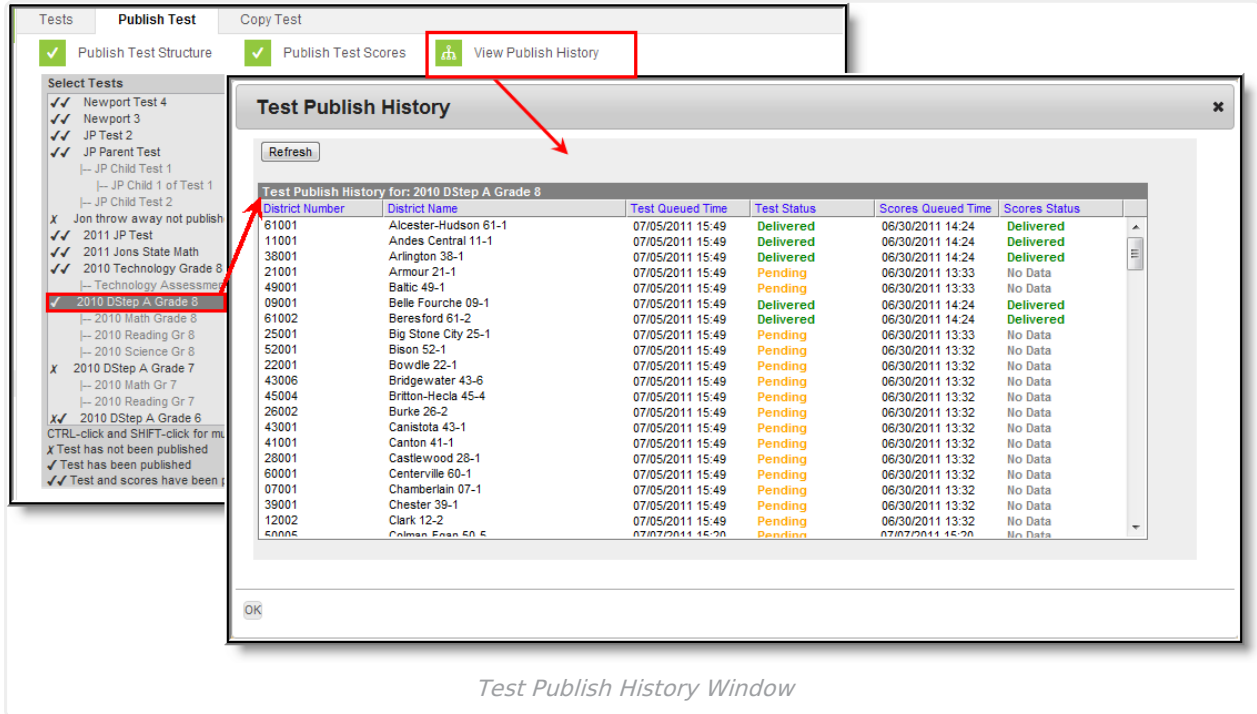 Tests Publish Test Copy Test
Publish Test Structure Publish Test Scores View Publish History
Select Tests
✓✓ Newport Test 4
✓✓ Newport 3
✓✓ JP Test 2
✓✓ JP Parent Test
|-- JP Child Test 1
|-- JP Child 1 of Test 1
|-- JP Child Test 2
x Jon throw away not publish
✓✓ 2011 JP Test
✓✓ 2011 Jons State Math
✓✓ 2010 Technology Grade 8
|-- Technology
✓ 2010 DStep A Grade 8
|-- 2010 Math Grade 8
|-- 2010 Reading Gr 8
|-- 2010 Science Gr 8
x 2010 DStep A Grade 7
|-- 2010 Math Gr 7
|-- 2010 Reading Gr 7
x✓ 2010 DStep A Grade 6
CTRL-click and SHIFT-click for
x Test has not been published
✓ Test has been published
✓✓ Test and scores have been
Test Publish History
Refresh
Test Publish History for: 2010 DStep A Grade 8
District Number District Name Test Queued Time Test Status Scores Queued Time Scores Status
61001 Alcester-Hudson 61-1 07/05/2011 15:49 Delivered 06/30/2011 14:24 Delivered
11001 Andes Central 11-1 07/05/2011 15:49 Delivered 06/30/2011 14:24 Delivered
38001 Arlington 38-1 07/05/2011 15:49 Delivered 06/30/2011 14:24 Delivered
21001 Armour 21-1 07/05/2011 15:49 Pending 06/30/2011 13:33 No Data
49001 Baltic 49-1 07/05/2011 15:49 Pending 06/30/2011 13:33 No Data
09001 Belle Fourche 09-1 07/05/2011 15:49 Delivered 06/30/2011 14:24 Delivered
61002 Beresford 61-2 07/05/2011 15:49 Delivered 06/30/2011 14:24 Delivered
25001 Big Stone City 25-1 07/05/2011 15:49 Pending 06/30/2011 13:33 No Data
52001 Bison 52-1 07/05/2011 15:49 Pending 06/30/2011 13:32 No Data
22001 Bowdle 22-1 07/05/2011 15:49 Pending 06/30/2011 13:32 No Data
43006 Bridgewater 43-6 07/05/2011 15:49 Pending 06/30/2011 13:32 No Data
45004 Britton-Hecla 45-4 07/05/2011 15:49 Pending 06/30/2011 13:32 No Data
26002 Burke 26-2 07/05/2011 15:49 Pending 06/30/2011 13:32 No Data
43001 Canistota 43-1 07/05/2011 15:49 Pending 06/30/2011 13:32 No Data
41001 Canton 41-1 07/05/2011 15:49 Pending 06/30/2011 13:32 No Data
28001 Castlewood 28-1 07/05/2011 15:49 Pending 06/30/2011 13:32 No Data
60001 Centerville 60-1 07/05/2011 15:49 Pending 06/30/2011 13:32 No Data
07001 Chamberlain 07-1 07/05/2011 15:49 Pending 06/30/2011 13:32 No Data
39001 Chester 39-1 07/05/2011 15:49 Pending 06/30/2011 13:32 No Data
12002 Clark 12-2 07/05/2011 15:49 Pending 06/30/2011 13:32 No Data
50005 Colman-Egan 50-5 07/07/2011 15:20 Pending 07/07/2011 15:20 No Data
OK
Test Publish History Window